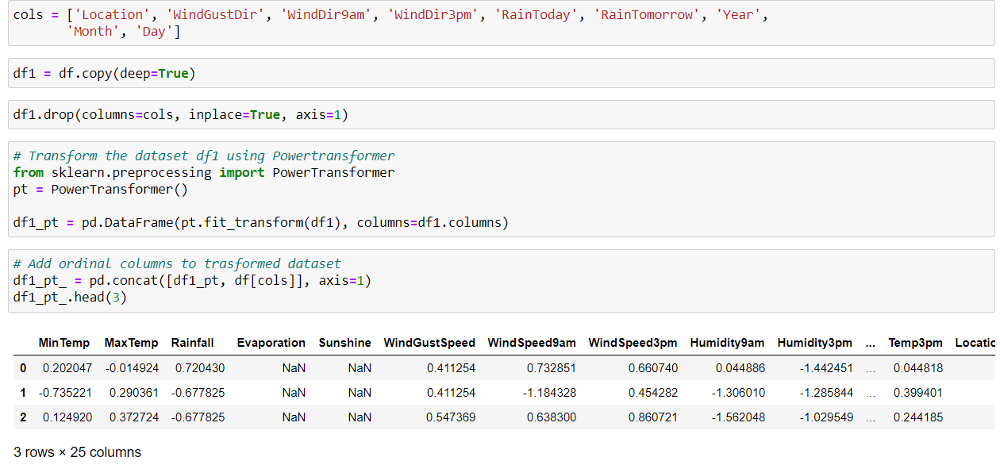 cols = ['Location', 'WindGustDir', 'WindDir9am', 'WindDir3pm', 'RainToday', 'RainTomorrow', 'Year',
'Month', 'Day']
df1 = df.copy(deep=True)
df1.drop(columns=cols, inplace=True, axis=1)
# Transform the dataset df1 using Powertransformer
from sklearn.preprocessing import PowerTransformer
pt = PowerTransformer()
df1_pt = pd.DataFrame(pt.fit_transform(df1), columns=df1.columns)
# Add ordinal columns to trasformed dataset
df1_pt_ = pd.concat([df1_pt, df[cols]], axis=1)
df1_pt_.head(3)
MinTemp MaxTemp Rainfall Evaporation Sunshine WindGustSpeed WindSpeed9am WindSpeed3pm Humidity9am Humidity3pm ... Temp3pm Locatio
0 0.202047 -0.014924 0.720430 NaN NaN 0.411254 0.732851 0.660740 0.044886 -1.442451 ... 0.044818
1 -0.735221 0.290361 -0.677825 NaN NaN 0.411254 -1.184328 0.454282 -1.306010 -1.285844 ... 0.399401
2 0.124920 0.372724 -0.677825 NaN NaN 0.547369 0.638300 0.860721 -1.562048 -1.029549 ... 0.244185
3 rows × 25 columns